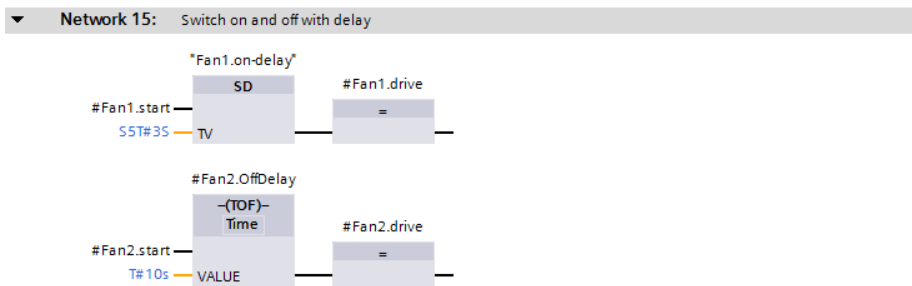 Network 15: Switch on and off with delay
"Fan1.on-delay"
SD
#Fan1.drive
#Fan1.start
=
S5T#3S
TV
#Fan2.OffDelay
–(TOF)–
Time
#Fan2.drive
#Fan2.start
=
T#10s
VALUE